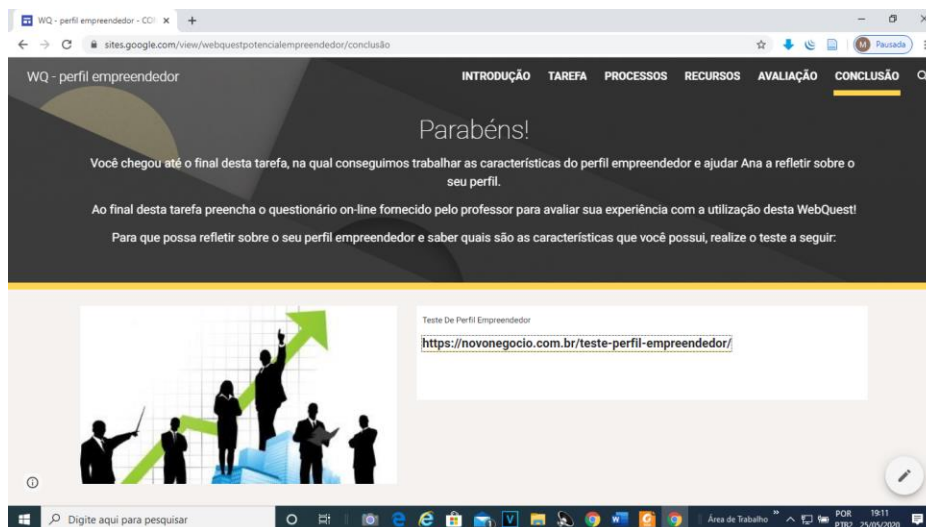 WQ - perfil empreendedor - CO
sites.google.com/view/webquestpotencialempreendedor/conclusão
Pausada
WQ - perfil empreendedor
INTRODUÇÃO TAREFA PROCESSOS RECURSOS AVALIAÇÃO CONCLUSÃO
Parabéns!
Você chegou até o final desta tarefa, na qual conseguimos trabalhar as características do perfil empreendedor e ajudar Ana a refletir sobre o
seu perfil.
Ao final desta tarefa preencha o questionário on-line fornecido pelo professor para avaliar sua experiência com a utilização desta WebQuest!
Para que possa refletir sobre o seu perfil empreendedor e saber quais são as características que você possui, realize o teste a seguir:
Teste De Perfil Empreendedor
https://novonegocio.com.br/teste-perfil-empreendedor/
Digite aqui para pesquisar
Área de Trabalho
POR 19:11
PTB2 25/05/2020